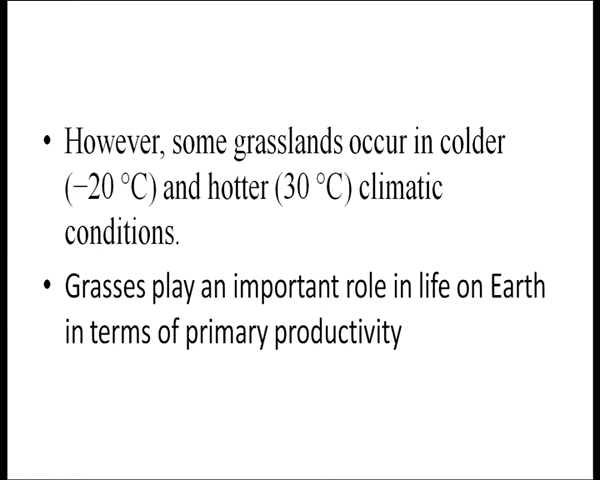 • However, some grasslands occur in colder
(−20 °C) and hotter (30 °C) climatic
conditions.
• Grasses play an important role in life on Earth
in terms of primary productivity